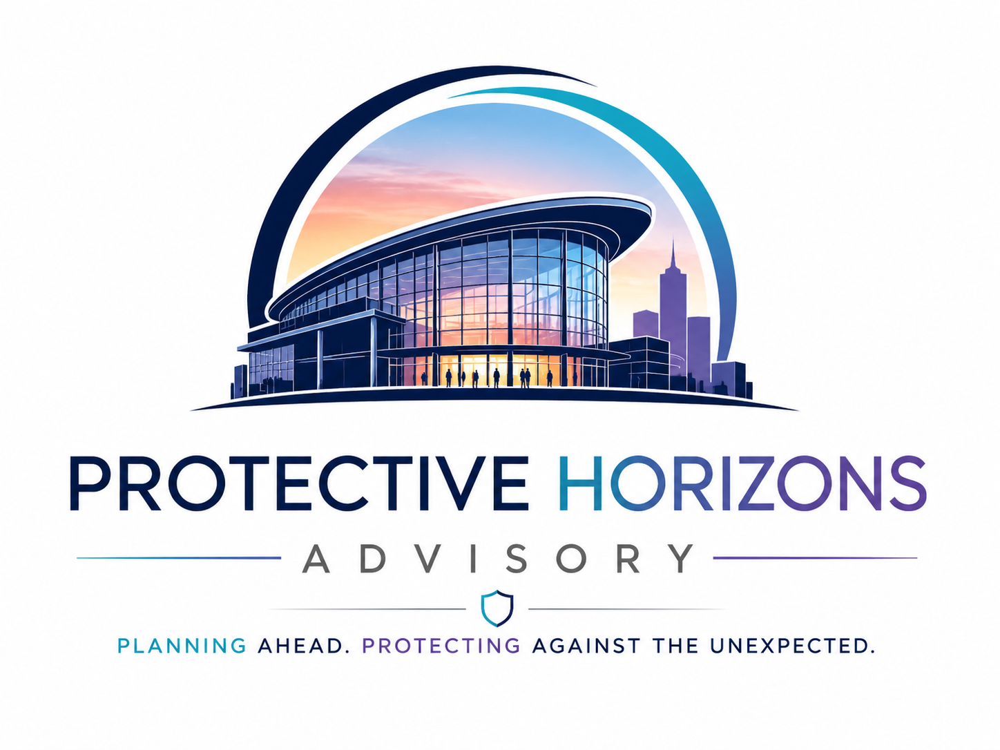 PROTECTIVE HORIZONS
ADVISORY
PLANNING AHEAD. PROTECTING AGAINST THE UNEXPECTED.